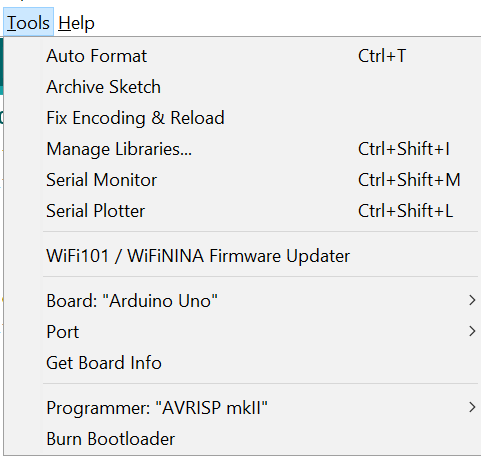 Tools Help
Auto Format Ctrl+T
Archive Sketch
Fix Encoding & Reload
Manage Libraries... Ctrl+Shift+I
Serial Monitor Ctrl+Shift+M
Serial Plotter Ctrl+Shift+L
WiFi101 / WiFiNINA Firmware Updater
Board: "Arduino Uno"
Port
Get Board Info
Programmer: "AVRISP mkII"
Burn Bootloader